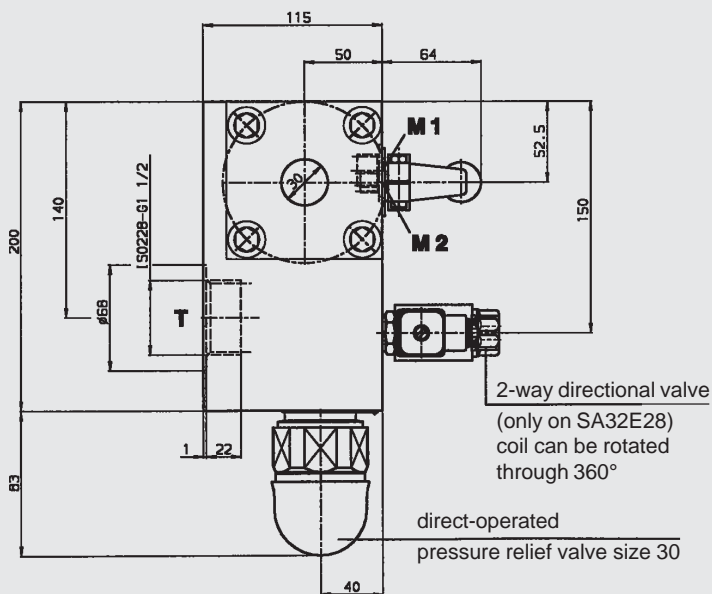 115
50
64
M 1
52.5
140
ISO228-G1 1/2
30
150
200
M 2
ø68
T
2-way directional valve
(only on SA32E28)
coil can be rotated
through 360°
1
22
83
direct-operated
pressure relief valve size 30
40